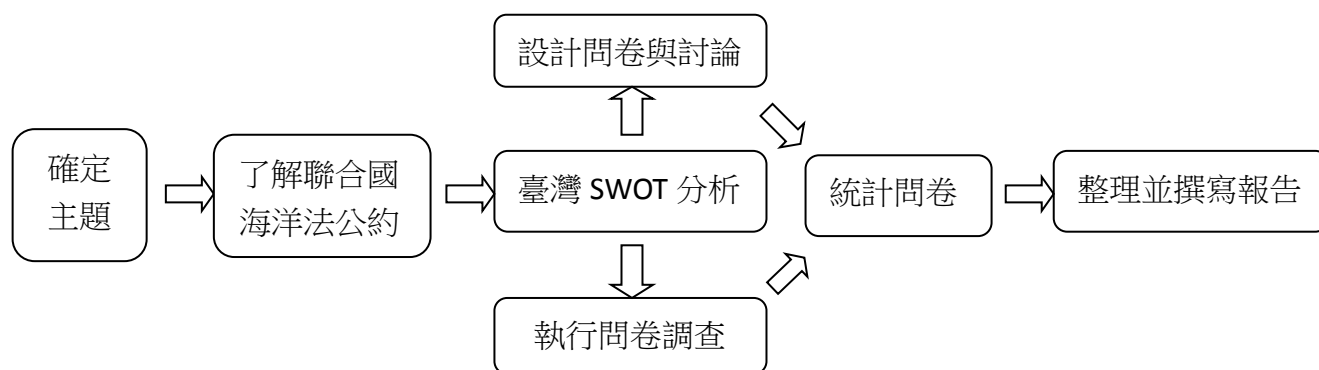 設計問卷與討論
確定
主題
了解聯合國
海洋法公約
臺灣 SWOT 分析
統計問卷
整理並撰寫報告
執行問卷調查